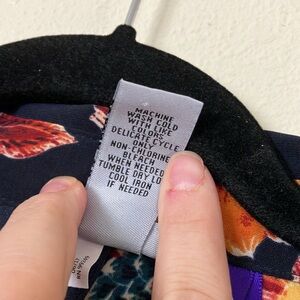 MACHINE
WASH COLD
WITH LIKE
COLORS
DELICATE CYCLE
ONLY
NON-CHLORINE
BLEACH
WHEN NEEDED
TUMBLE DRY LO
COOL IRON
IF NEEDED